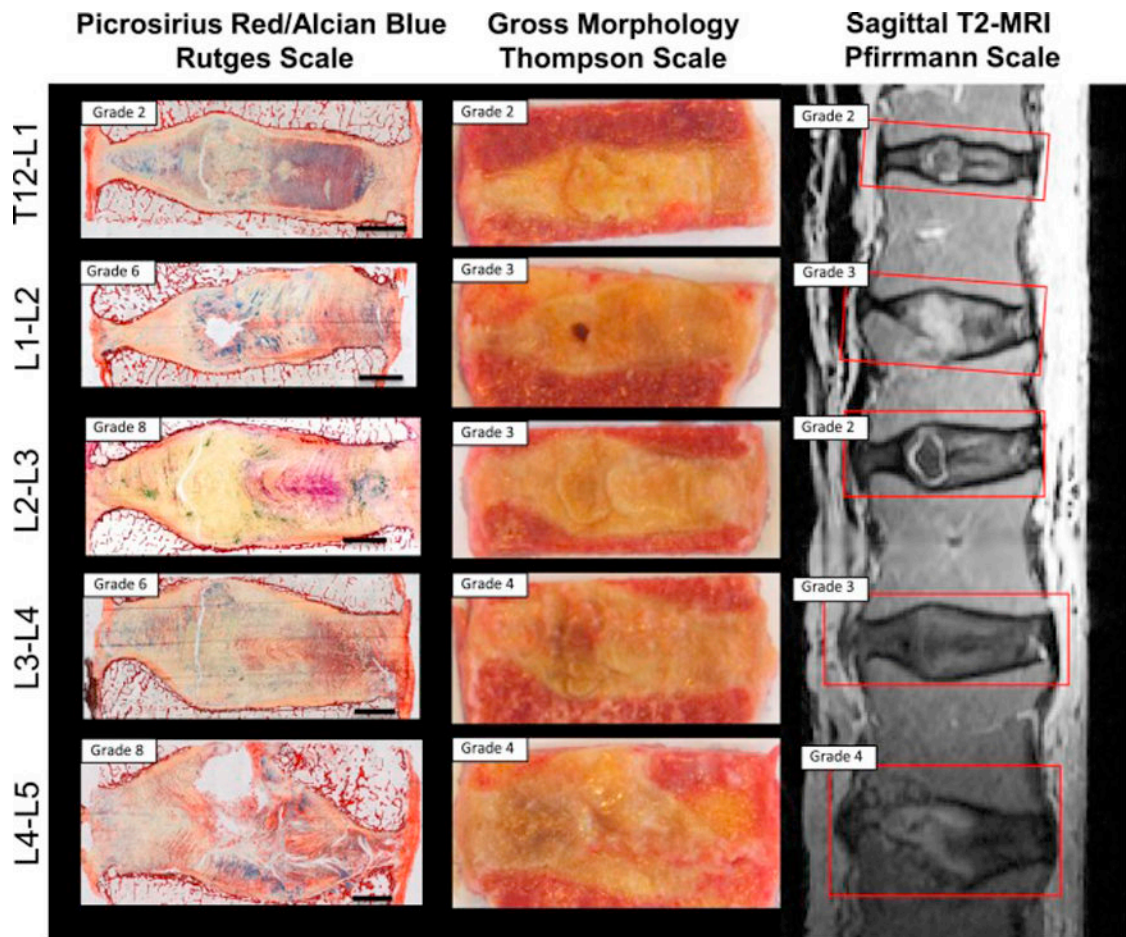 Picrosirius Red/Alcian Blue
Rutges Scale
Gross Morphology
Thompson Scale
Sagittal T2-MRI
Pfirrmann Scale
T12-L1
Grade 2
Grade 2
Grade 2
L1-L2
Grade 6
Grade 3
Grade 3
L2-L3
Grade 8
Grade 3
Grade 2
L3-L4
Grade 6
Grade 4
Grade 3
L4-L5
Grade 8
Grade 4
Grade 4